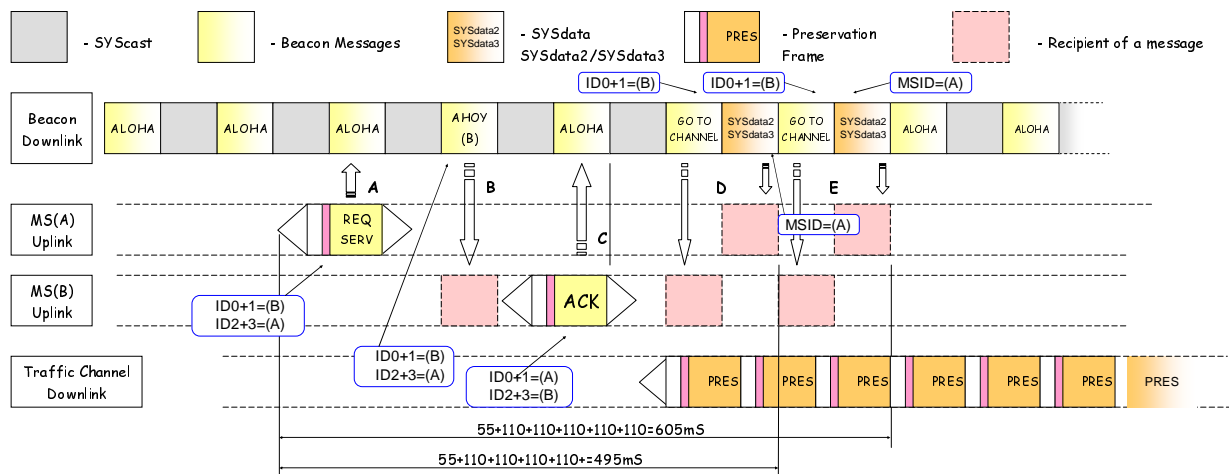 - SYScast
- Beacon Messages
SYSdata2
SYSdata3
- SYSdata
SYSdata2/SYSdata3
PRES
- Preservation
Frame
- Recipient of a message
ID0+1=(B)
ID0+1=(B)
MSID=(A)
Beacon
Downlink
ALOHA
ALOHA
ALOHA
AHOY
(B)
ALOHA
GO TO
CHANNEL
SYSdata2
SYSdata3
GO TO
CHANNEL
SYSdata2
SYSdata3
ALOHA
ALOHA
A
B
C
D
E
MS(A)
Uplink
REQ
SERV
MSID=(A)
MS(B)
Uplink
ACK
ID0+1=(B)
ID2+3=(A)
ID0+1=(B)
ID2+3=(A)
ID0+1=(A)
ID2+3=(B)
Traffic Channel
Downlink
PRES
PRES
PRES
PRES
PRES
PRES
PRES
55+110+110+110+110+110=605mS
55+110+110+110+110+=495mS